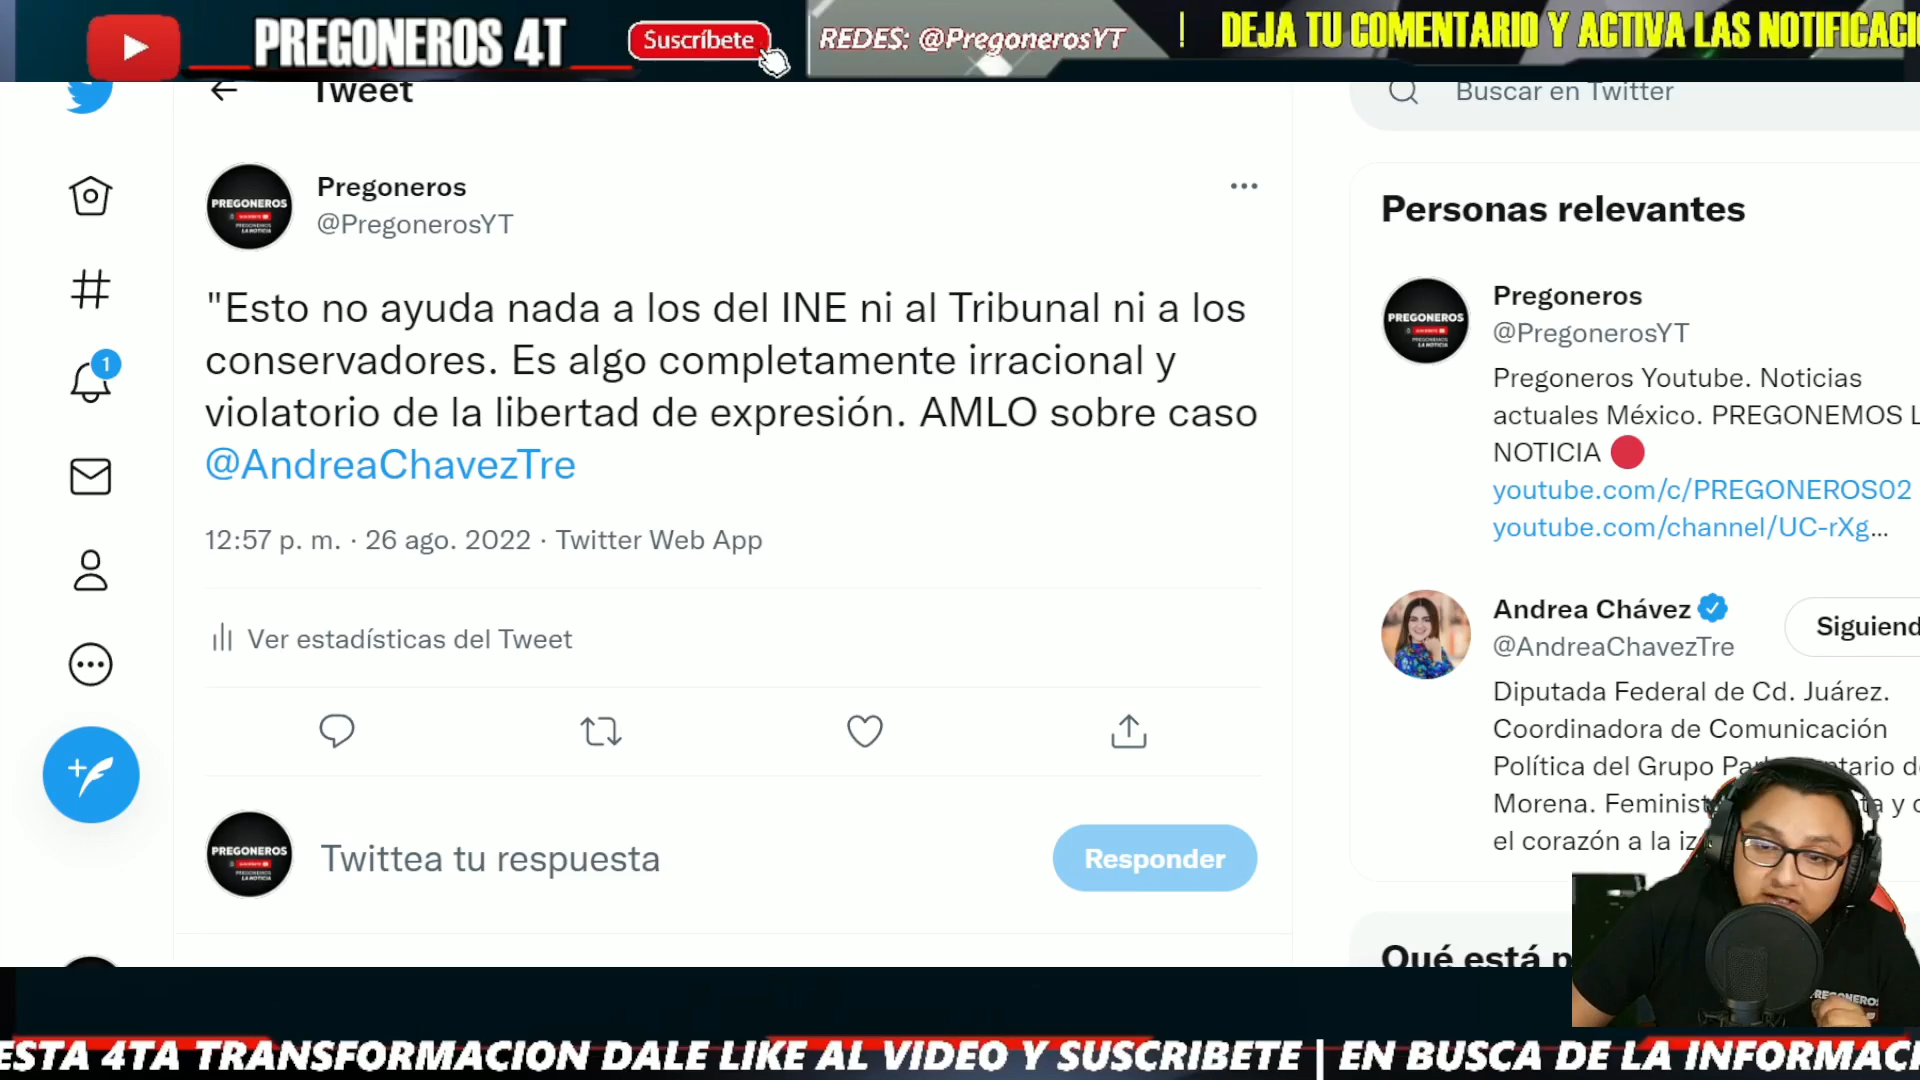 PREGONEROS 4T
Suscríbete
REDES: @PregonerosYT
! DEJA TU COMENTARIO Y ACTIVA LAS NOTIFICACI
Tweet
Buscar en Twitter
PREGONEROS
Pregoneros
@PregonerosYT
"Esto no ayuda nada a los del INE ni al Tribunal ni a los
conservadores. Es algo completamente irracional y
violatorio de la libertad de expresión. AMLO sobre caso
@AndreaChavezTre
12:57 p. m. · 26 ago. 2022 · Twitter Web App
Ver estadísticas del Tweet
1
PREGONEROS
Twittea tu respuesta
Responder
Personas relevantes
PREGONEROS
Pregoneros
@PregonerosYT
Pregoneros Youtube. Noticias
actuales México. PREGONEMOS L
NOTICIA
youtube.com/c/PREGONEROS02
youtube.com/channel/UC-rXg...
Andrea Chávez
@AndreaChavezTre
Siguiend
Diputada Federal de Cd. Juárez.
Coordinadora de Comunicación
Política del Grupo
Morena.
el corazón a la
Qué está
ESTA 4TA TRANSFORMACION DALE LIKE AL VIDEO Y SUSCRIBETE | EN BUSCA DE LA INFORMACI